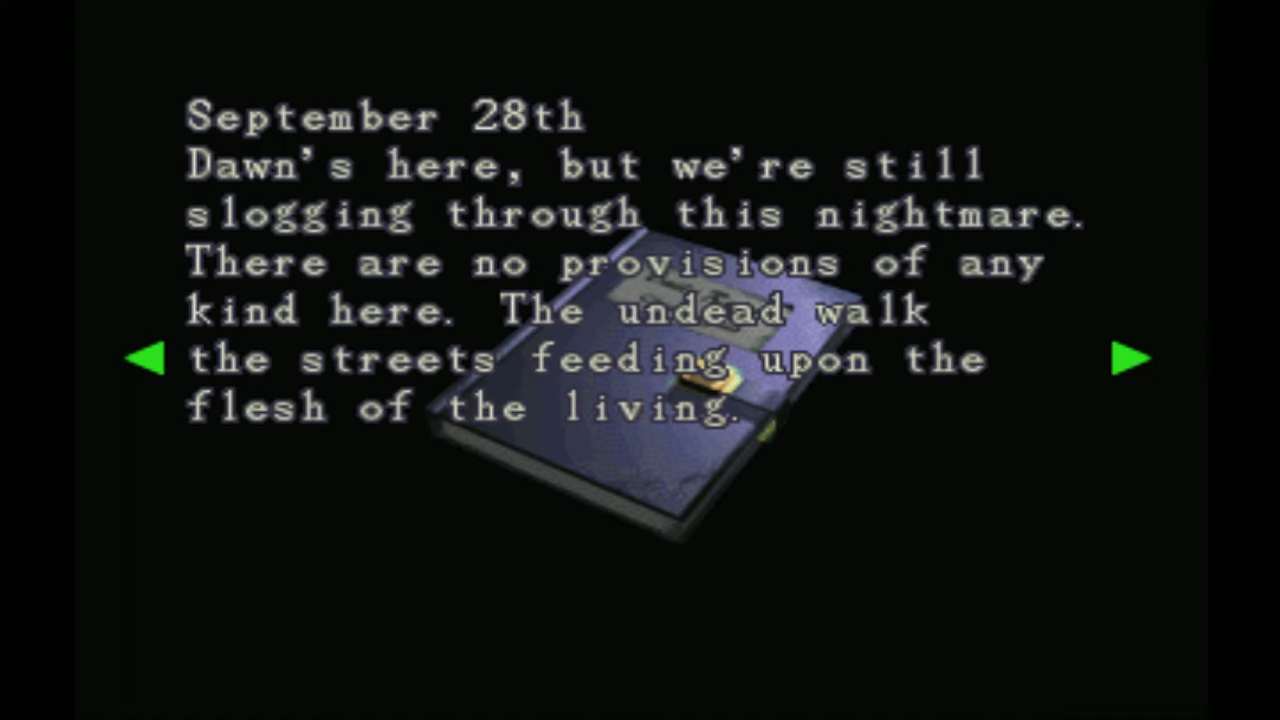 September 28th
Dawn's here, but we're still
slogging through this nightmare.
There are no provisions of any
kind here. The undead walk
the streets feeding upon the
flesh of the living.